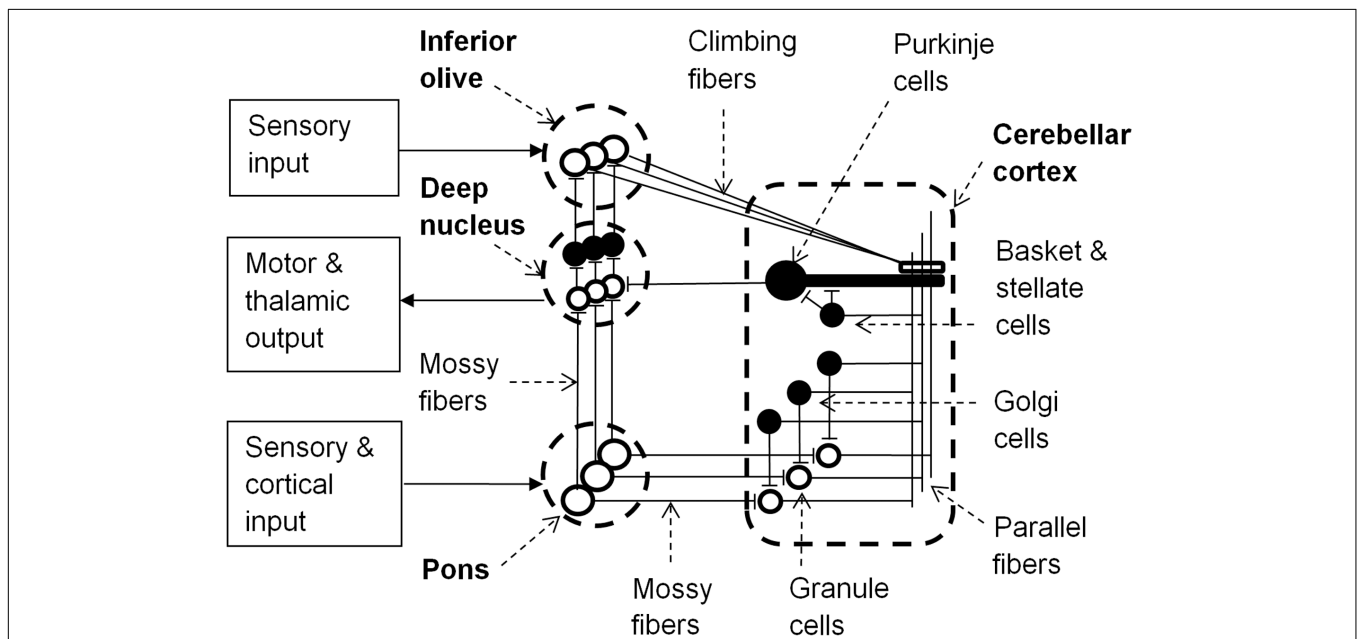 Inferior
olive
Climbing
fibers
Purkinje
cells
Sensory
input
Cerebellar
cortex
Deep
nucleus
Motor &
thalamic
output
Basket &
stellate
cells
Mossy
fibers
Golgi
cells
Sensory &
cortical
input
Pons
Mossy
fibers
Granule
cells
Parallel
fibers